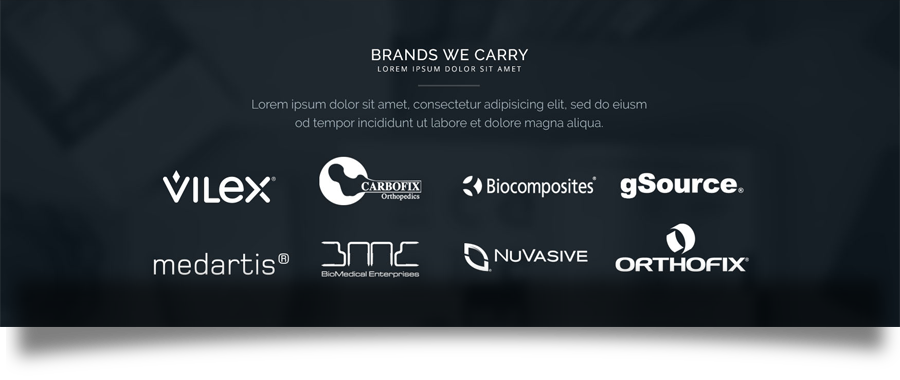 BRANDS WE CARRY
LOREM IPSUM DOLOR SIT AMET
Lorem ipsum dolor sit amet, consectetur adipisicing elit, sed do eiusm
od tempor incididunt ut labore et dolore magna aliqua.
VILEX®
CARBOFIX
Orthopedics
Biocomposites®
gSource®
medartis®
BME
BioMedical Enterprises
NUVASIVE
ORTHOFIX®